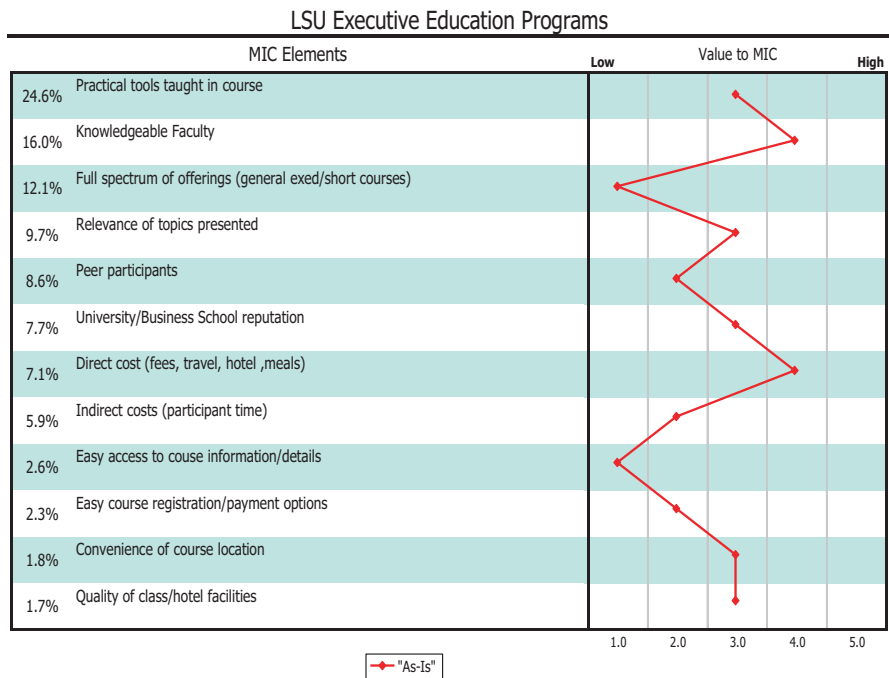 LSU Executive Education Programs
MIC Elements
Value to MIC
Low
High
24.6% Practical tools taught in course
16.0% Knowledgeable Faculty
12.1% Full spectrum of offerings (general exed/short courses)
9.7% Relevance of topics presented
8.6% Peer participants
7.7% University/Business School reputation
7.1% Direct cost (fees, travel, hotel ,meals)
5.9% Indirect costs (participant time)
2.6% Easy access to couse information/details
2.3% Easy course registration/payment options
1.8% Convenience of course location
1.7% Quality of class/hotel facilities
1.0 2.0 3.0 4.0 5.0
"As-Is"